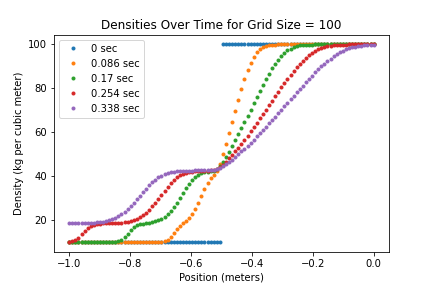 Densities Over Time for Grid Size = 100
Density (kg per cubic meter)
100
80
60
40
20
0 sec
0.086 sec
0.17 sec
0.254 sec
0.338 sec
−1.0 −0.8 −0.6 −0.4 −0.2 0.0
Position (meters)